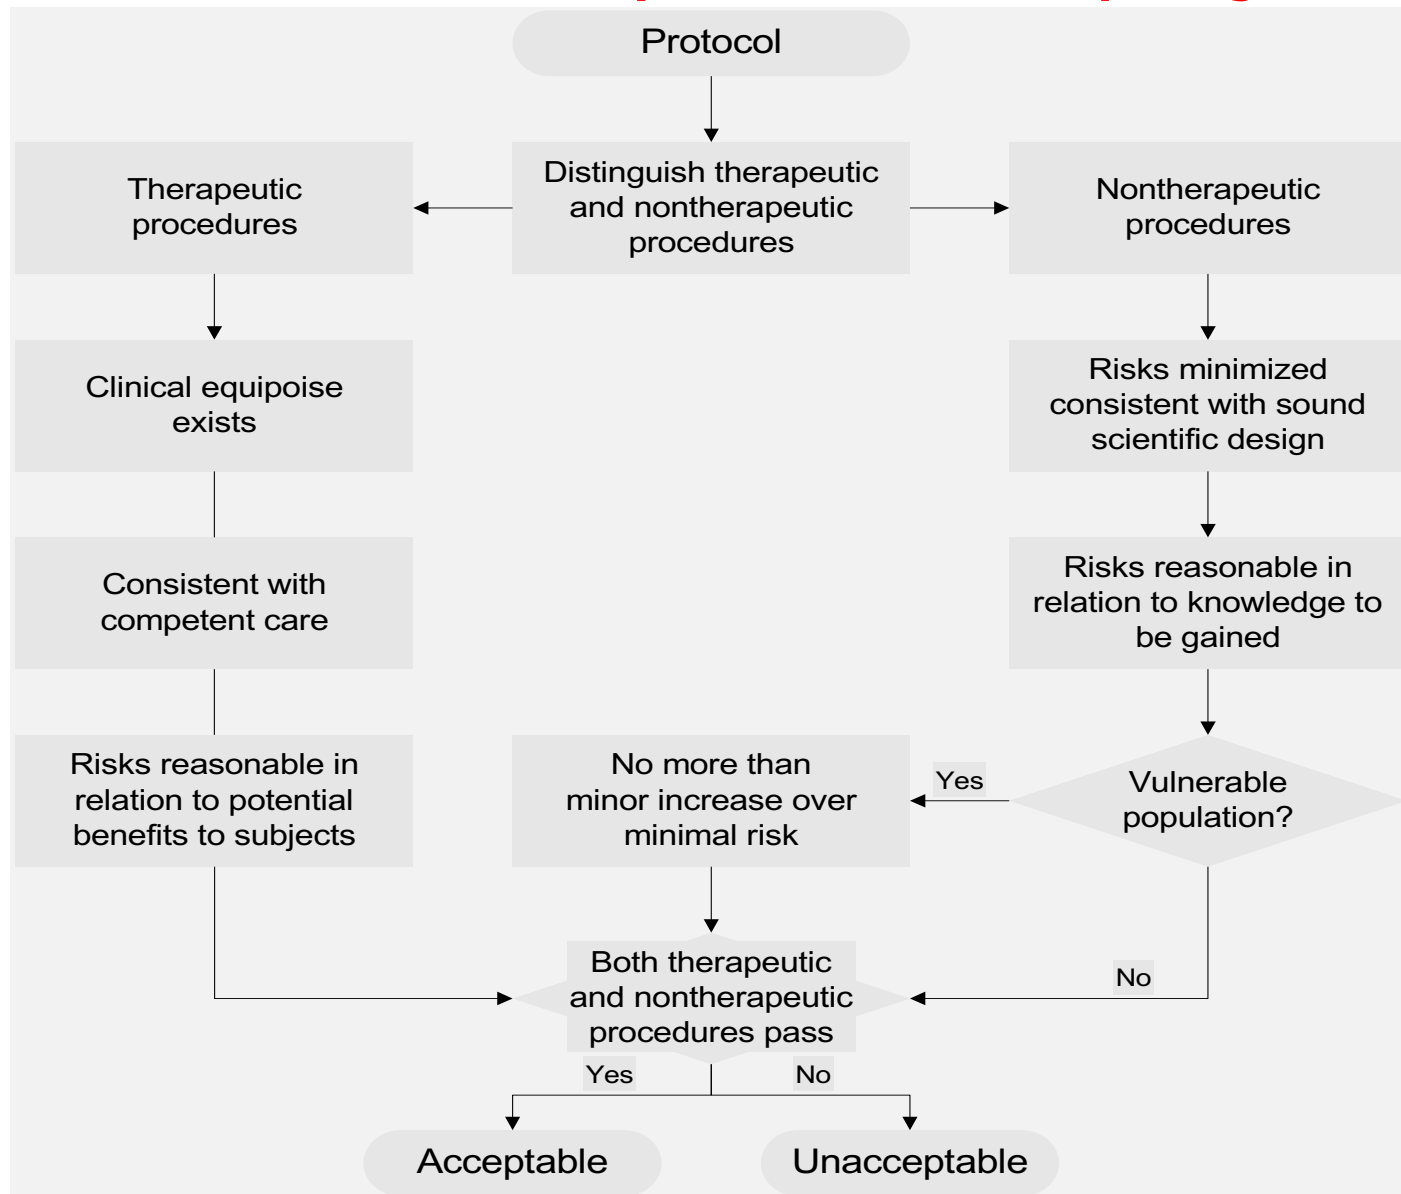 Protocol
Distinguish therapeutic
and nontherapeutic
procedures
Therapeutic
procedures
Nontherapeutic
procedures
Clinical equipoise
exists
Risks minimized
consistent with sound
scientific design
Consistent with
competent care
Risks reasonable in
relation to knowledge to
be gained
Risks reasonable in
relation to potential
benefits to subjects
No more than
minor increase over
minimal risk
Yes
Vulnerable
population?
Both therapeutic
and nontherapeutic
procedures pass
No
Yes
No
Acceptable
Unacceptable